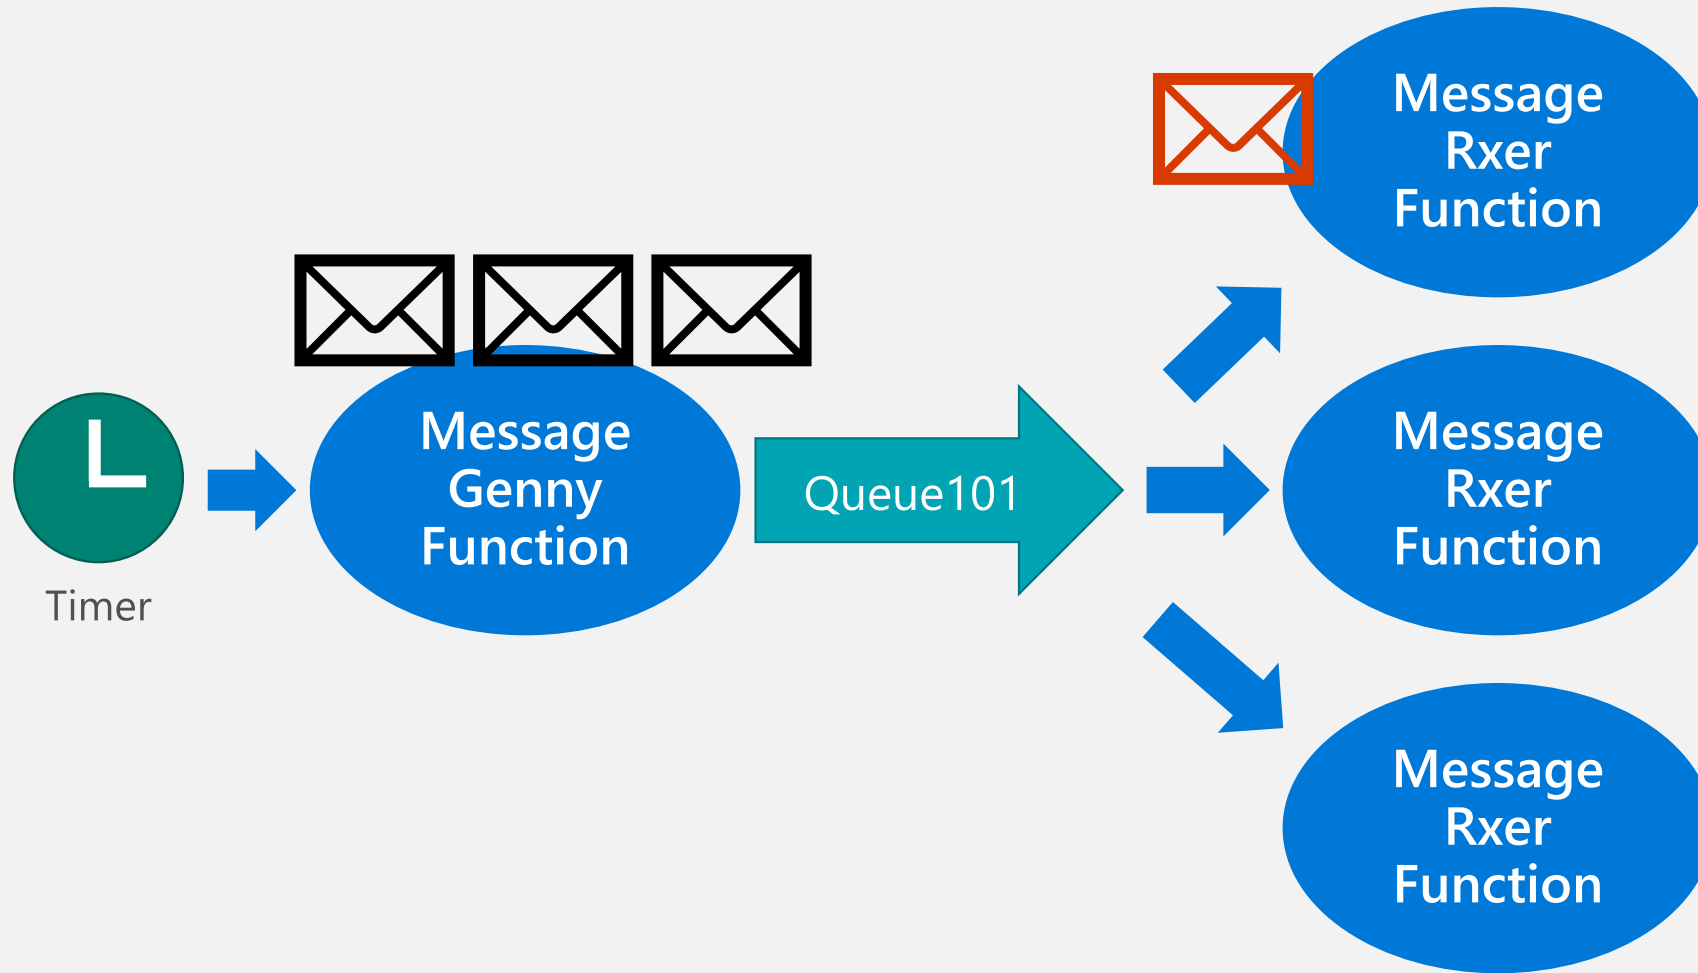 Timer
Message
Genny
Function
Queue101
Message
Rxer
Function
Message
Rxer
Function
Message
Rxer
Function